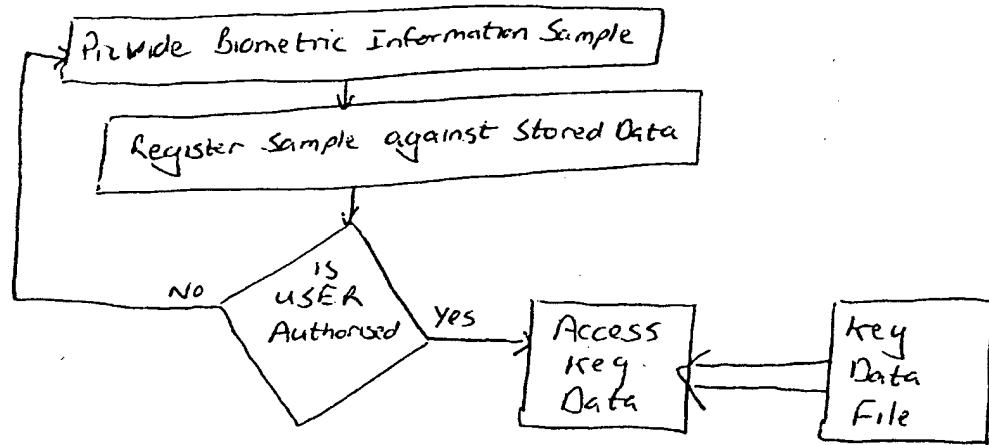 Provide Biometric Information Sample
Register Sample against Stored Data
is
USER
Authorised
No
Yes
Access
Key
Data
Key
Data
File